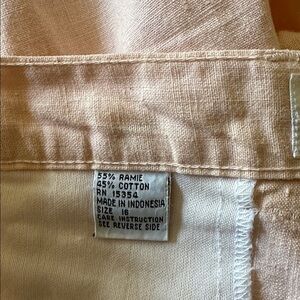 55% RAMIE
45% COTTON
RN 15354
MADE IN INDONESIA
SIZE 16
CARE INSTRUCTION
SEE REVERSE SIDE